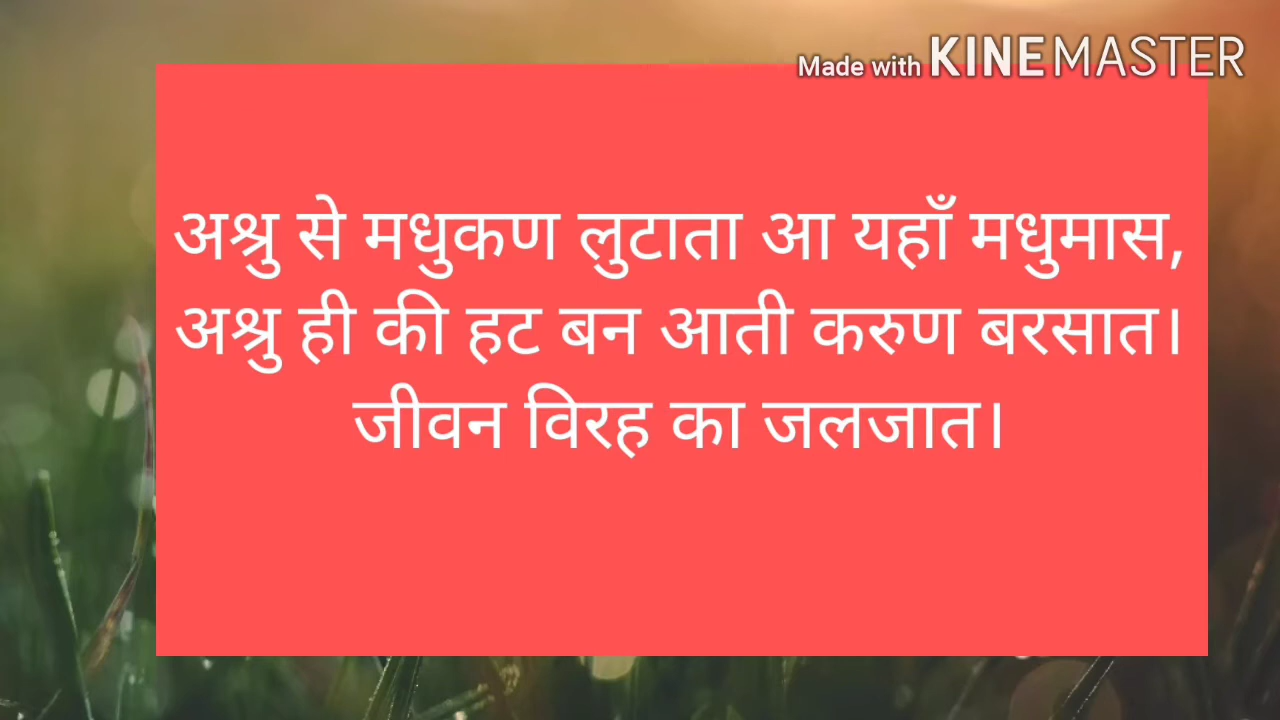 Made with KINEMASTER
अश्रु से मधुकण लुटाता आ यहाँ मधुमास,
अश्रु ही की हट बन आती करुण बरसात।
जीवन विरह का जलजात।